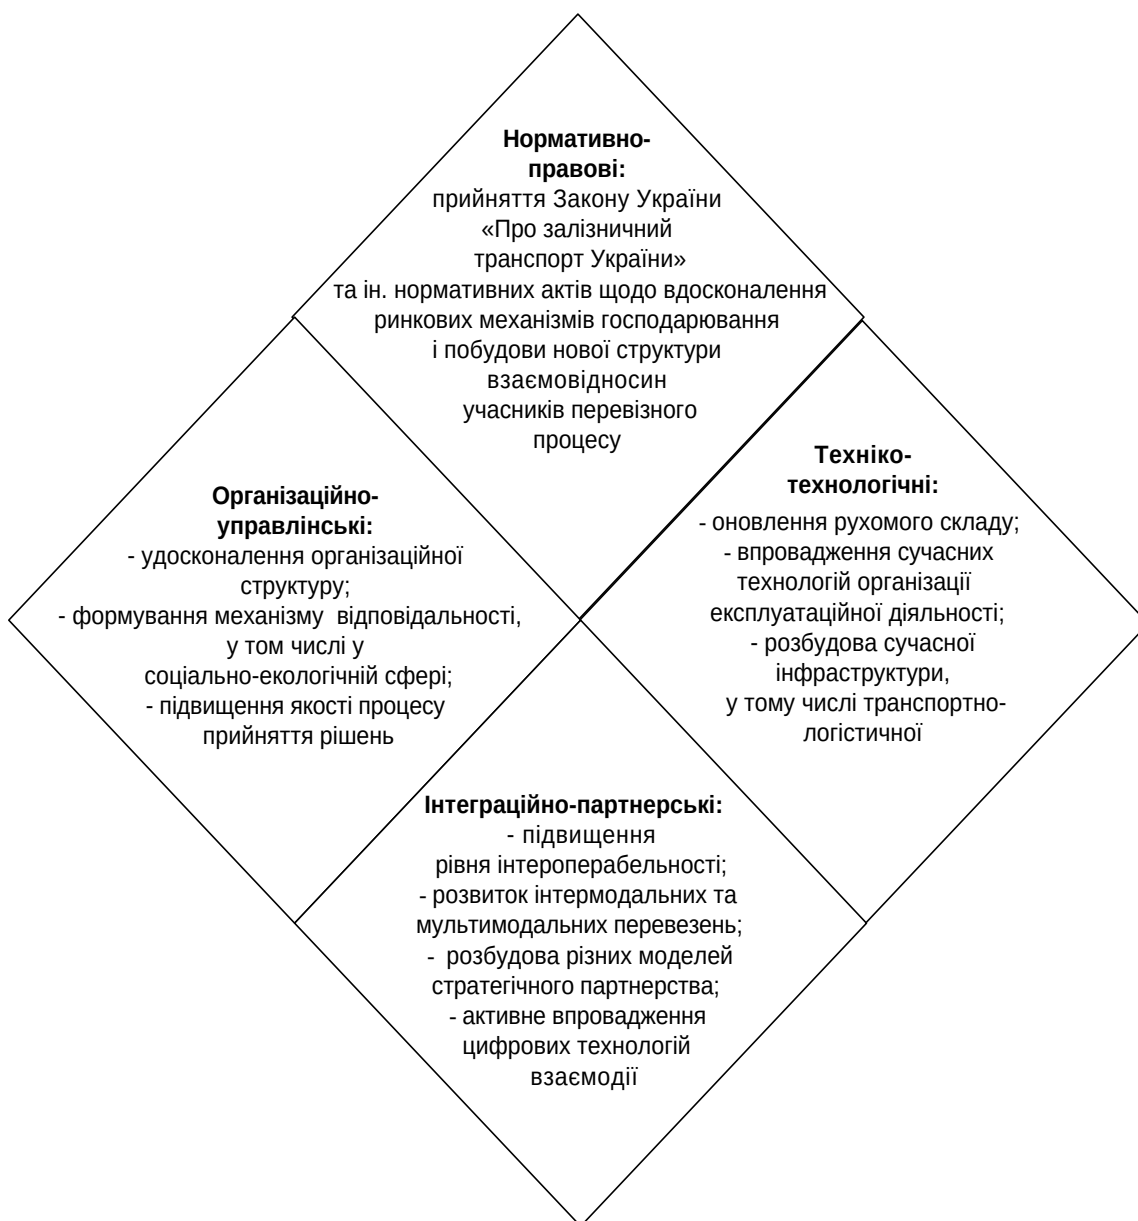 Нормативно-
правові:
прийняття Закону України
«Про залізничний
транспорт України»
та ін. нормативних актів щодо вдосконалення
ринкових механізмів господарювання
і побудови нової структури
взаємовідносин
учасників перевізного
процесу
Організаційно-
управлінські:
- удосконалення організаційної
структуру;
- формування механізму відповідальності,
у том числі у
соціально-екологічній сфері;
- підвищення якості процесу
прийняття рішень
Техніко-
технологічні:
- оновлення рухомого складу;
- впровадження сучасних
технологій організації
експлуатаційної діяльності;
- розбудова сучасної
інфраструктури,
у тому числі транспортно-
логістичної
Інтеграційно-партнерські:
- підвищення
рівня інтероперабельності;
- розвиток інтермодальних та
мультимодальних перевезень;
- розбудова різних моделей
стратегічного партнерства;
- активне впровадження
цифрових технологій
взаємодії